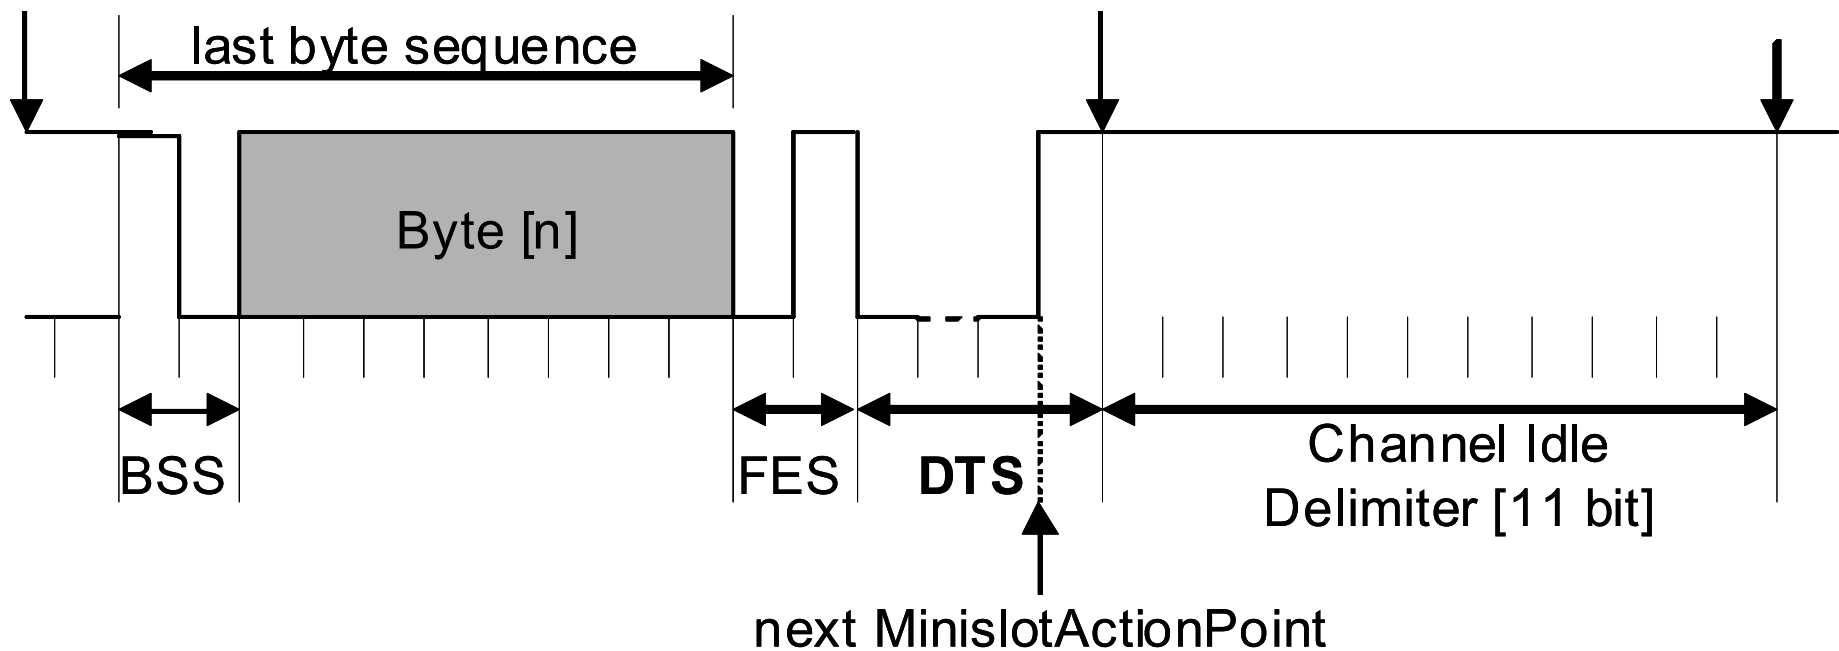 last byte sequence
Byte [n]
BSS
FES
DTS
Channel Idle
Delimiter [11 bit]
next MinislotActionPoint